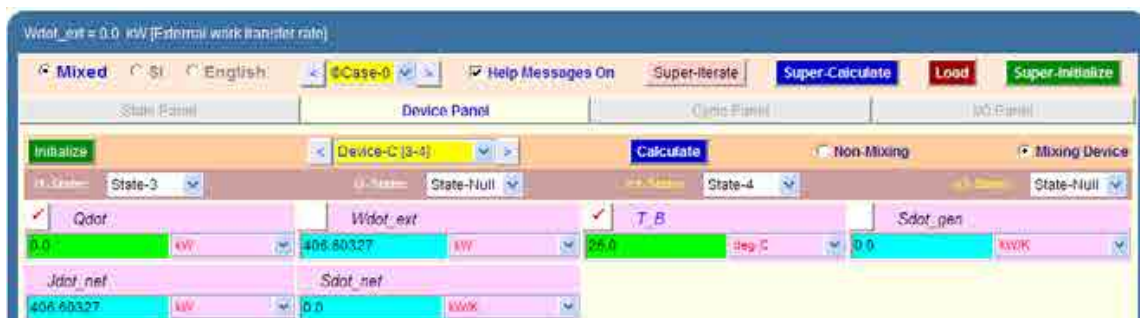 Wdot_ext = 0.0 kW [External work transfer rate]
Mixed SI English < ©Case-0 > Help Messages On Super-Iterate Super-Calculate Load Super-Initialize
State Panel Device Panel Cycle Panel I/O Panel
Initialize < Device-C [3-4] > Calculate Non-Mixing Mixing Device
State-3 State-Null State-4 State-Null
Qdot Wdot_ext T_B Sdot_gen
0.0 kW 406.60327 kW 25.0 deg-C 0.0 kW/K
Jdot_net Sdot_net
406.60327 kW 0.0 kW/K